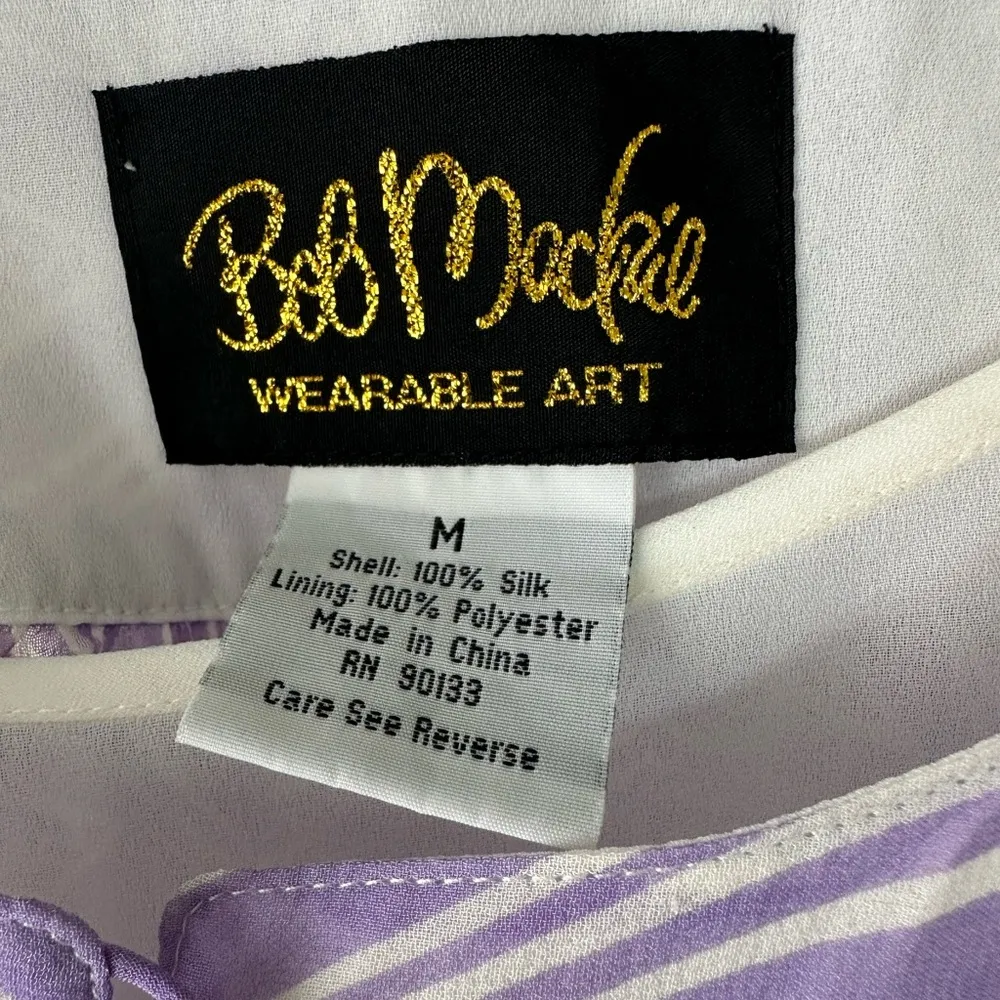 Bob Mackie
WEARABLE ART
M
Shell: 100% Silk
Lining: 100% Polyester
Made in China
RN 90133
Care See Reverse